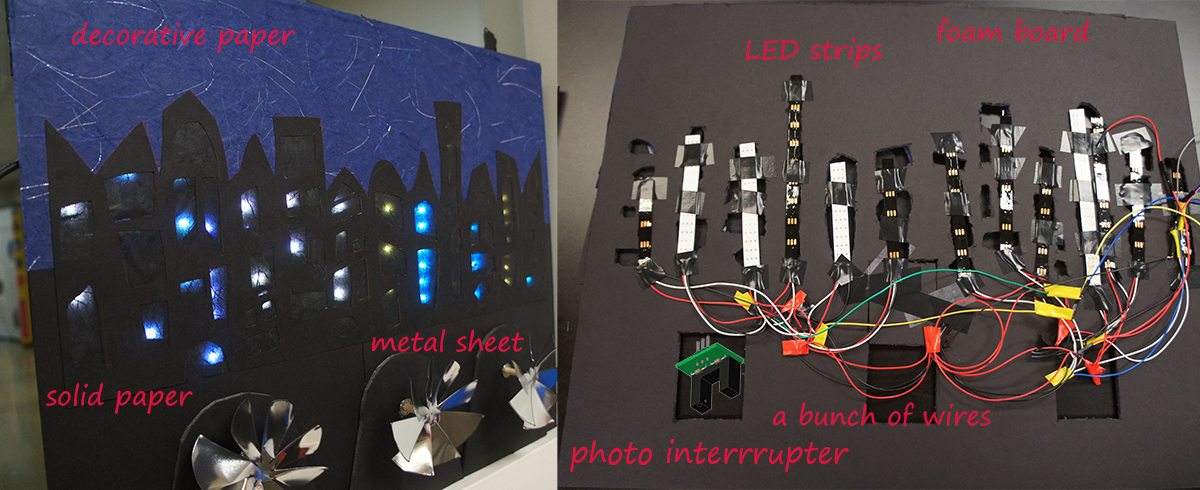 decorative paper
metal sheet
solid paper
LED strips
foam board
a bunch of wires
photo interrrupter